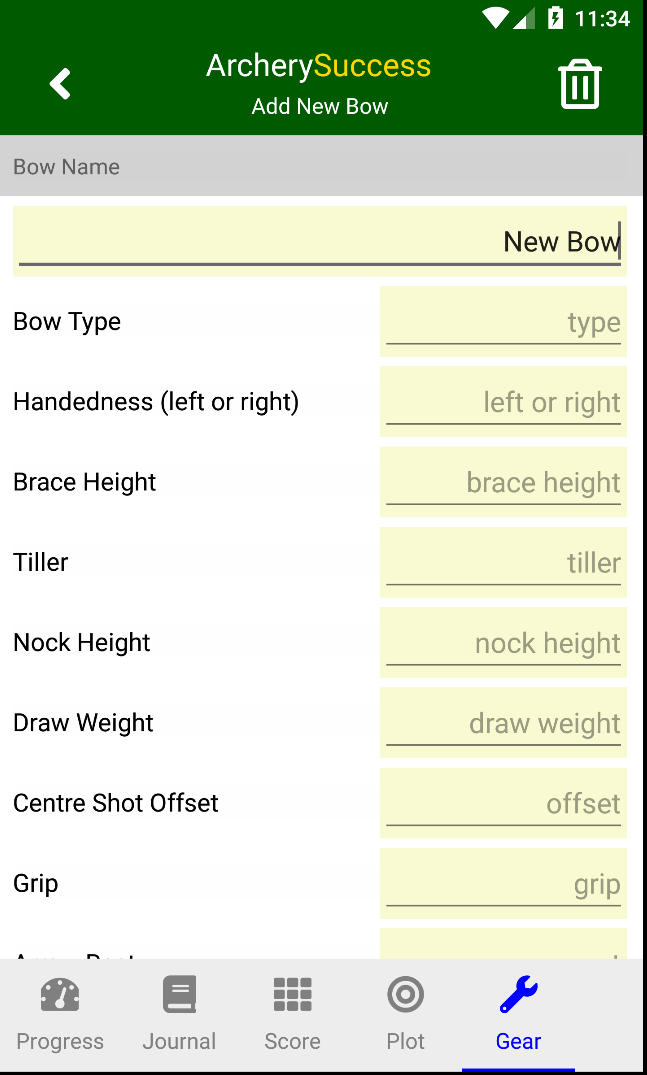 11:34
ArcherySuccess
Add New Bow
Bow Name
New Bow
Bow Type type
Handedness (left or right) left or right
Brace Height brace height
Tiller tiller
Nock Height nock height
Draw Weight draw weight
Centre Shot Offset offset
Grip grip
Progress Journal Score Plot Gear